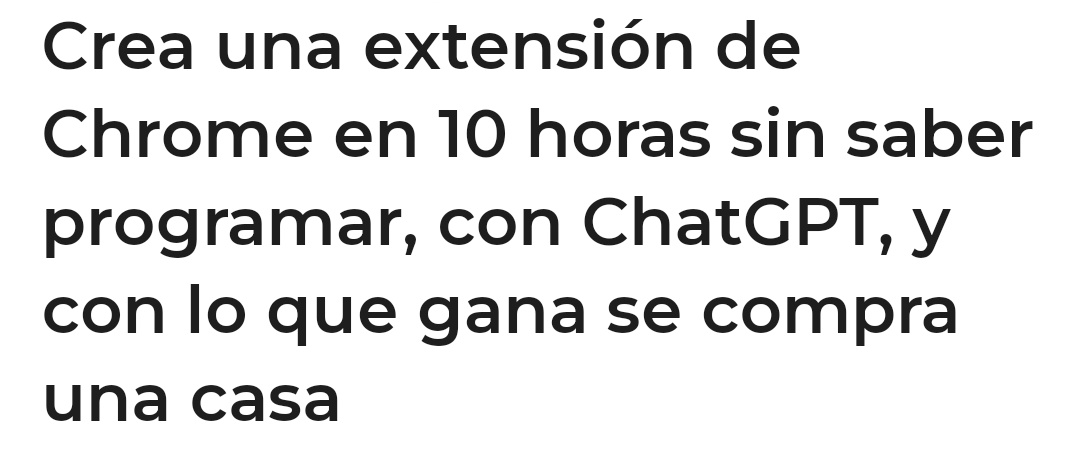 Crea una extensión de
Chrome en 10 horas sin saber
programar, con ChatGPT, y
con lo que gana se compra
una casa